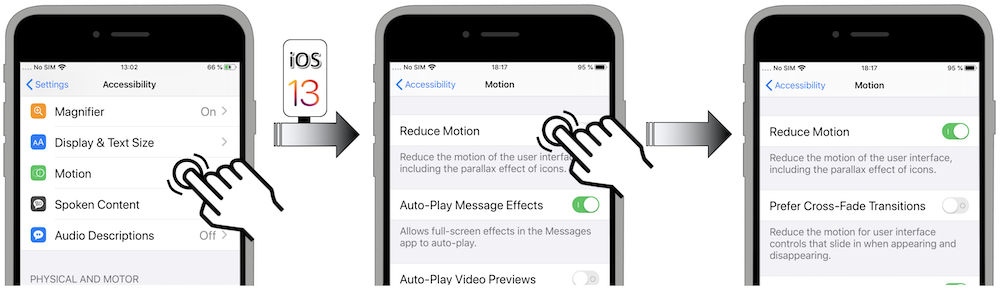 .... No SIM 13:02 66 %
Settings Accessibility
Magnifier On
Display & Text Size
Motion
Spoken Content
Audio Descriptions Off
PHYSICAL AND MOTOR
iOS
13
.... No SIM 18:17 95 %
Accessibility Motion
Reduce Motion
Reduce the motion of the user interface,
including the parallax effect of icons.
Auto-Play Message Effects
Allows full-screen effects in the Messages
app to auto-play.
Auto-Play Video Previews
.... No SIM 18:17 95 %
Accessibility Motion
Reduce Motion
Reduce the motion of the user interface,
including the parallax effect of icons.
Prefer Cross-Fade Transitions
Reduce the motion for user interface
controls that slide in when appearing and
disappearing.